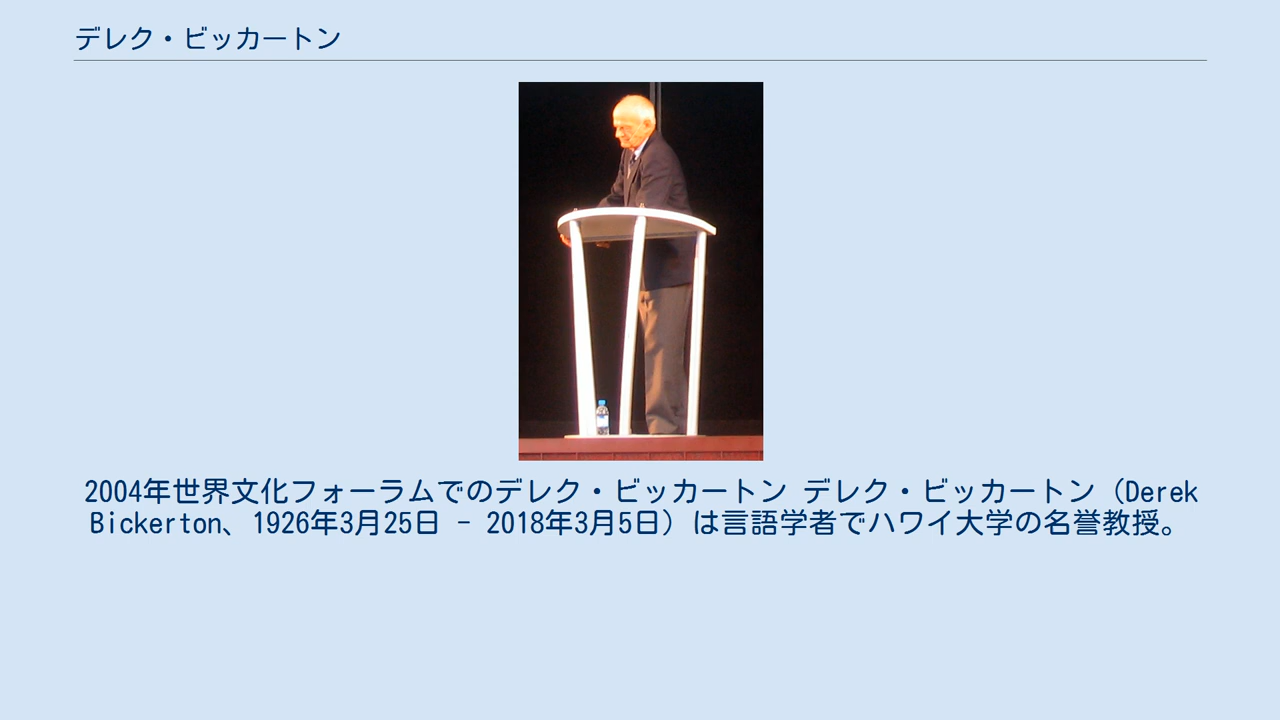 デレク・ビッカートン
2004年世界文化フォーラムでのデレク・ビッカートン デレク・ビッカートン（Derek
Bickerton、1926年3月25日 - 2018年3月5日）は言語学者でハワイ大学の名誉教授。